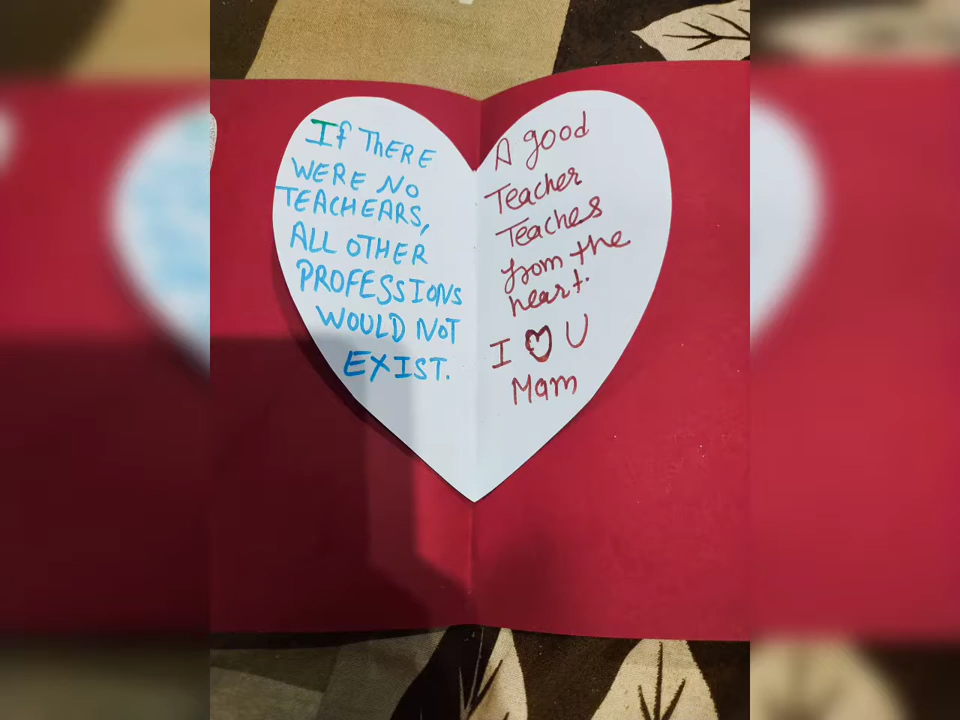 If THERE
WERE NO
TEACHEARS,
ALL OTHER
PROFESSIONS
WOULD NOT
EXIST.
A good
Teacher
Teaches
from the
heart.
I ♡ U
Mam